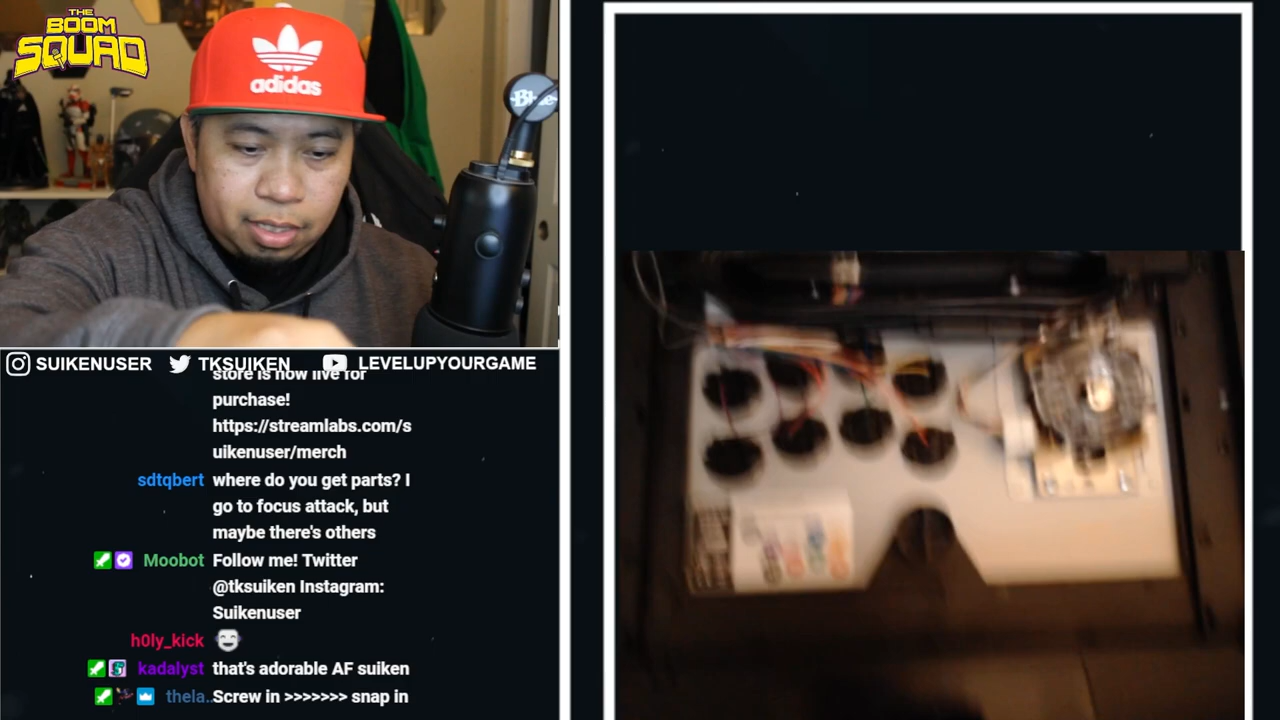 THE
BOOM
SQUAD
adidas
Blue
SUIKENUSER TKSUIKEN LEVELUPYOURGAME
store is now live for
purchase!
https://streamlabs.com/s
uikenuser/merch
sdtqbert where do you get parts? I
go to focus attack, but
maybe there's others
Moobot Follow me! Twitter
@tksuiken Instagram:
Suikenuser
h0ly_kick
kadalyst that's adorable AF suiken
thela.. Screw in >>>>>>> snap in